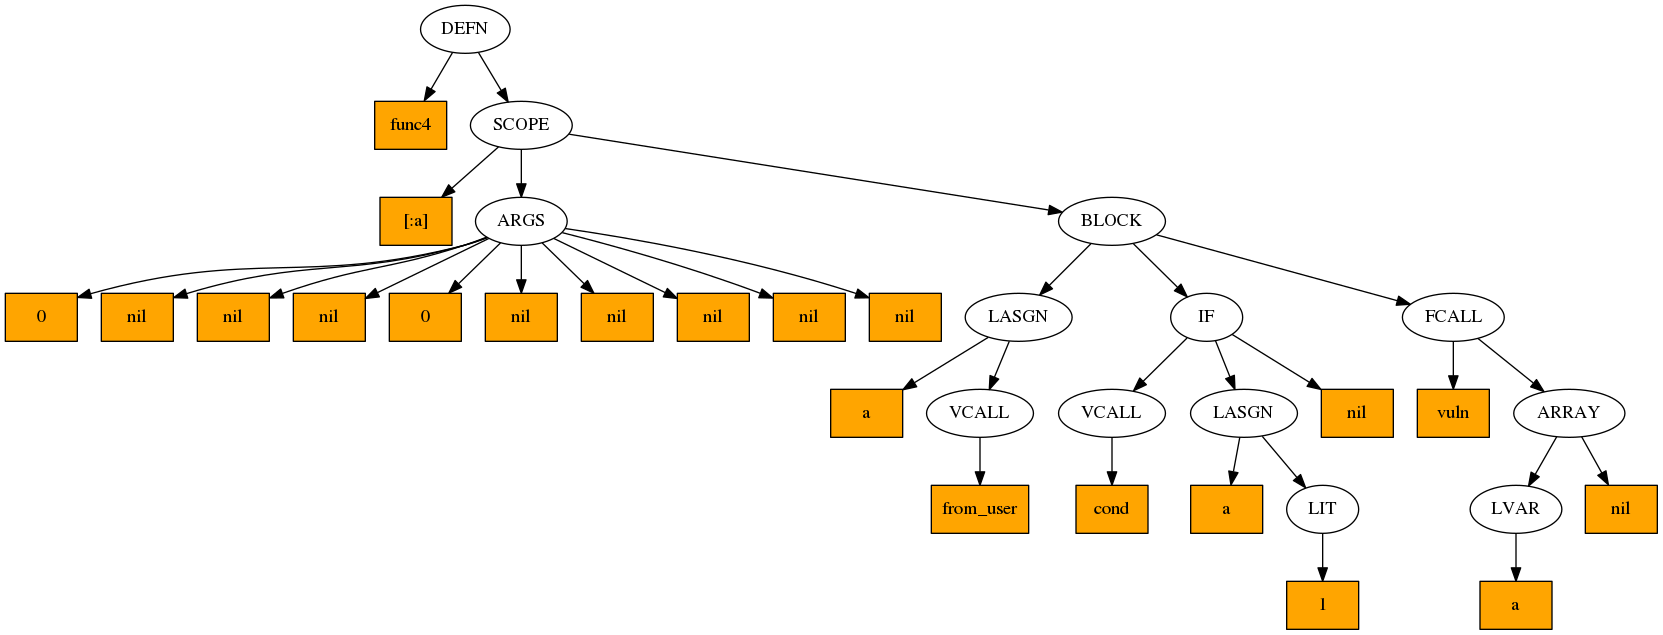 DEFN
func4
SCOPE
[:a]
ARGS
BLOCK
0
nil
nil
nil
0
nil
nil
nil
nil
nil
LASGN
IF
FCALL
a
VCALL
VCALL
LASGN
nil
vuln
ARRAY
from_user
cond
a
LIT
LVAR
nil
1
a